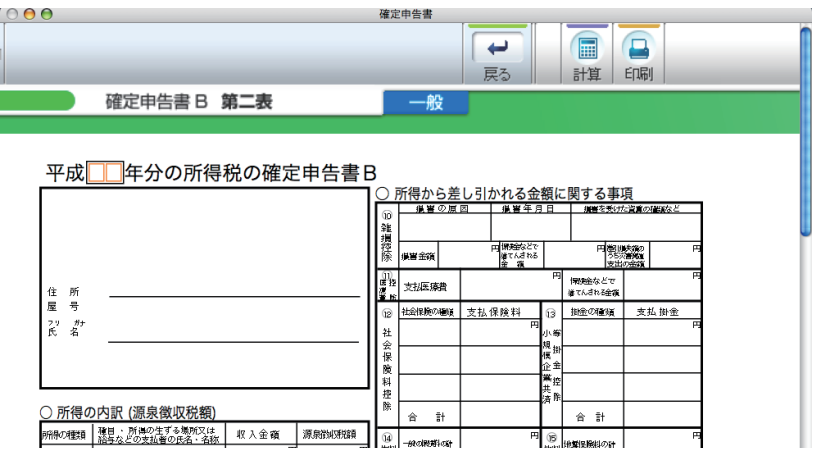 確定申告書
戻る
計算
印刷
確定申告書 B 第二表
一般
平成 年分の所得税の確定申告書B
住 所
屋 号
フリ ガナ
氏 名
○ 所得の内訳 (源泉徴収税額)
所得の種類
種目・所得の生ずる場所又は
給与などの支払者の氏名・名称
収入金額
源泉徴収税額
○ 所得から差し引かれる金額に関する事項
⑩
雑損控除
損害の原因
損害年月日
損害を受けた資産の種類など
損害金額
円
保険金などで
補てんされる
金 額
円
差引損失額の
うち災害関連
支出の金額
円
⑪
支払医療費
円
保険金などで
補てんされる金額
円
⑫
社会保険料控除
社会保険の種類
支払保険料
円
合 計
⑬
小規模企業共済
等掛金控除
掛金の種類
支払掛金
円
合 計
⑭
一般の保険料の計
円
⑮
地震保険料の計
円